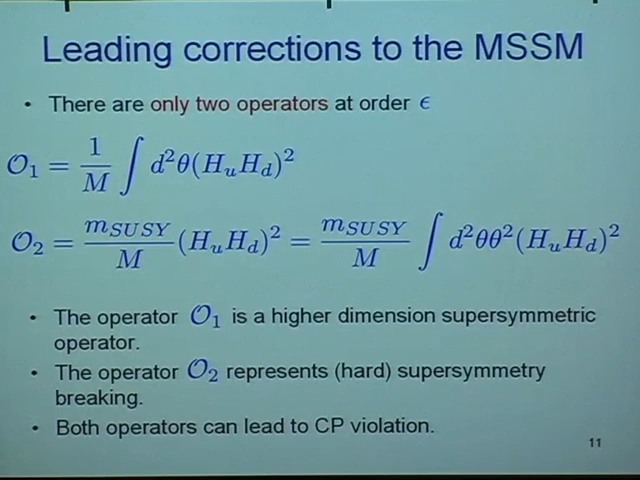 Leading corrections to the MSSM
• There are only two operators at order ϵ
𝒪₁ = 1/M ∫ d²θ(H_u H_d)²
𝒪₂ = m_SUSY/M (H_u H_d)² = m_SUSY/M ∫ d²θθ²(H_u H_d)²
• The operator 𝒪₁ is a higher dimension supersymmetric
operator.
• The operator 𝒪₂ represents (hard) supersymmetry
breaking.
• Both operators can lead to CP violation.
11